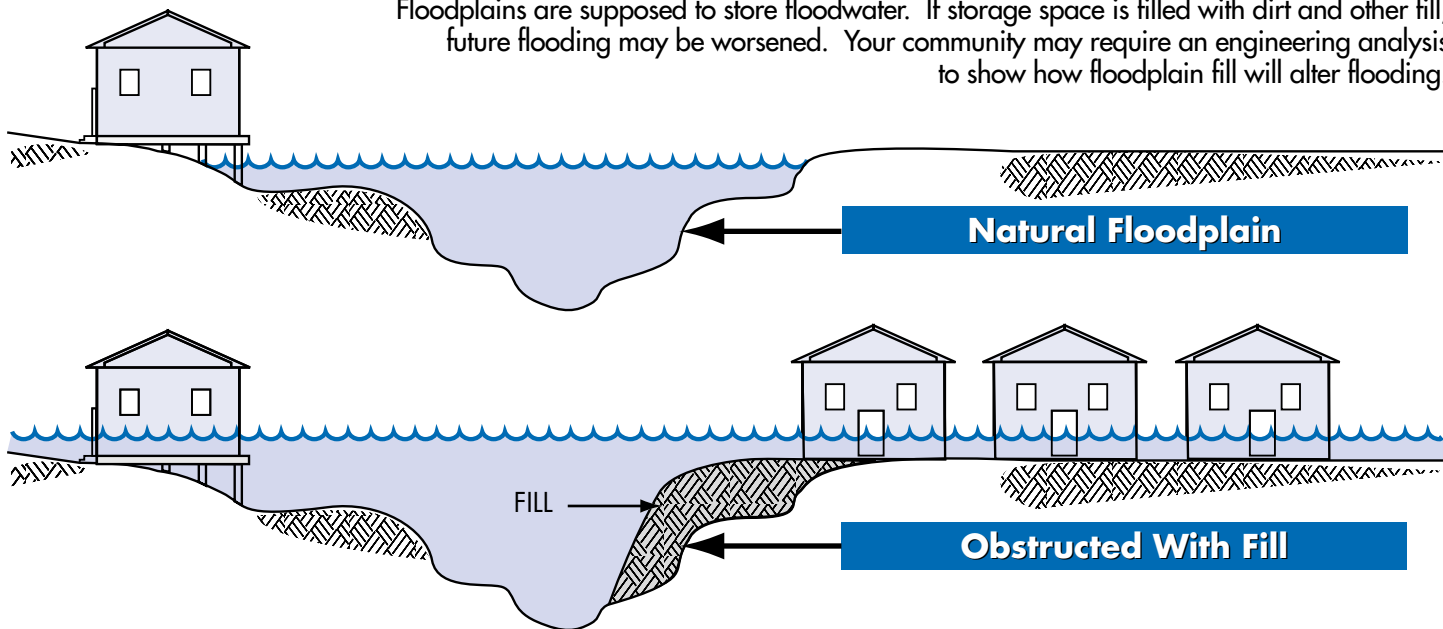 Floodplains are supposed to store floodwater. If storage space is filled with dirt and other fill,
future flooding may be worsened. Your community may require an engineering analysis
to show how floodplain fill will alter flooding.
Natural Floodplain
FILL
Obstructed With Fill